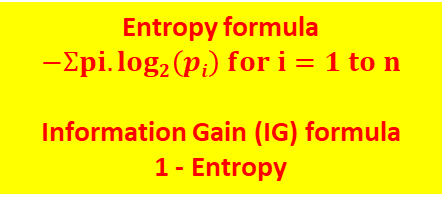 Entropy formula
−Σpi.log₂(pᵢ) for i = 1 to n
Information Gain (IG) formula
1 - Entropy